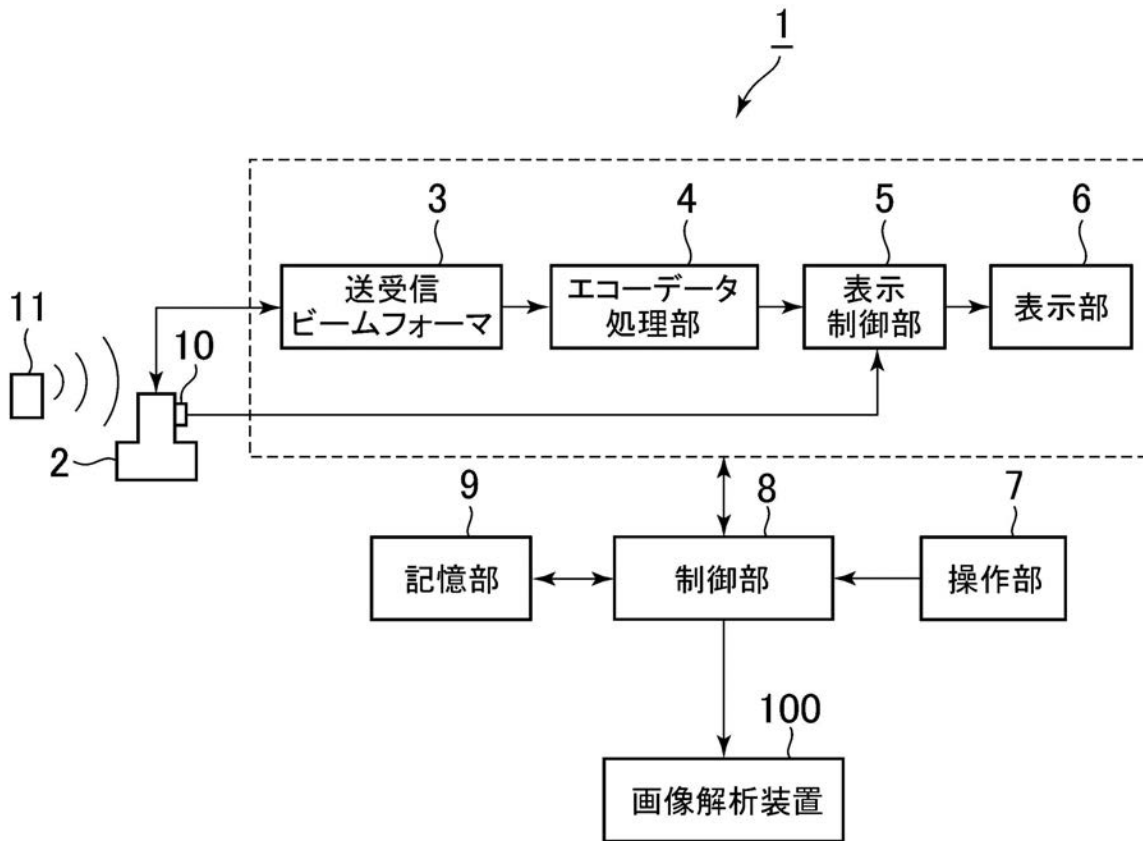 1
3
4
5
6
送受信
ビームフォーマ
エコーデータ
処理部
表示
制御部
表示部
11
10
2
9
8
7
記憶部
制御部
操作部
100
画像解析装置